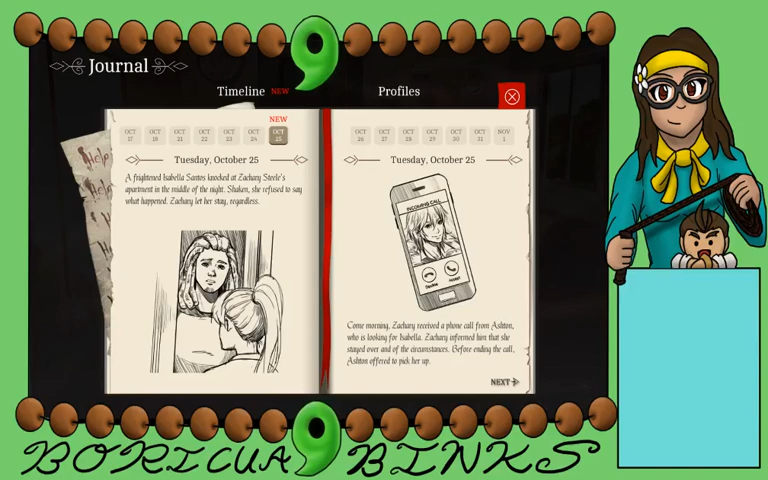 Journal
Timeline NEW
Profiles
NEW
OCT 17
OCT 18
OCT 21
OCT 22
OCT 23
OCT 24
OCT 25
Tuesday, October 25
A frightened Isabella Santos knocked at Zachary Steele's
apartment in the middle of the night. Shaken, she refused to say
what happened. Zachary let her stay, regardless.
OCT 26
OCT 27
OCT 28
OCT 29
OCT 30
OCT 31
NOV 1
Tuesday, October 25
INCOMING CALL
Decline
Accept
Come morning, Zachary received a phone call from Ashton,
who is looking for Isabella. Zachary informed him that she
stayed over and of the circumstances. Before ending the call,
Ashton offered to pick her up.
NEXT
BORICUA BINKS